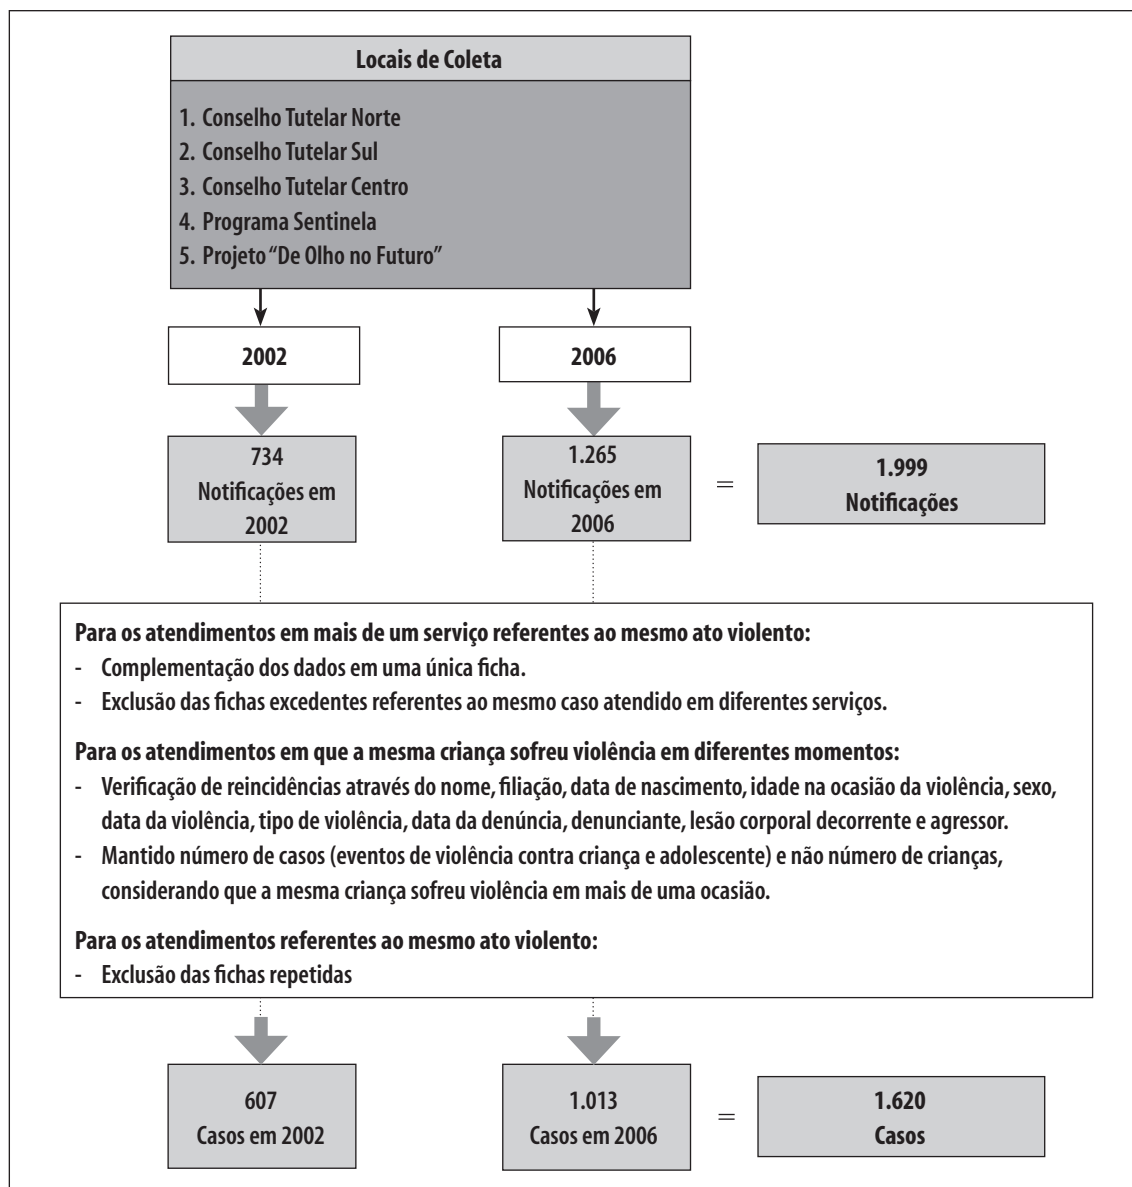 Locais de Coleta
1. Conselho Tutelar Norte
2. Conselho Tutelar Sul
3. Conselho Tutelar Centro
4. Programa Sentinela
5. Projeto “De Olho no Futuro”
2002
2006
734
Notificações em
2002
1.265
Notificações em
2006
=
1.999
Notificações
Para os atendimentos em mais de um serviço referentes ao mesmo ato violento:
- Complementação dos dados em uma única ficha.
- Exclusão das fichas excedentes referentes ao mesmo caso atendido em diferentes serviços.
Para os atendimentos em que a mesma criança sofreu violência em diferentes momentos:
- Verificação de reincidências através do nome, filiação, data de nascimento, idade na ocasião da violência, sexo,
data da violência, tipo de violência, data da denúncia, denunciante, lesão corporal decorrente e agressor.
- Mantido número de casos (eventos de violência contra criança e adolescente) e não número de crianças,
considerando que a mesma criança sofreu violência em mais de uma ocasião.
Para os atendimentos referentes ao mesmo ato violento:
- Exclusão das fichas repetidas
607
Casos em 2002
1.013
Casos em 2006
=
1.620
Casos